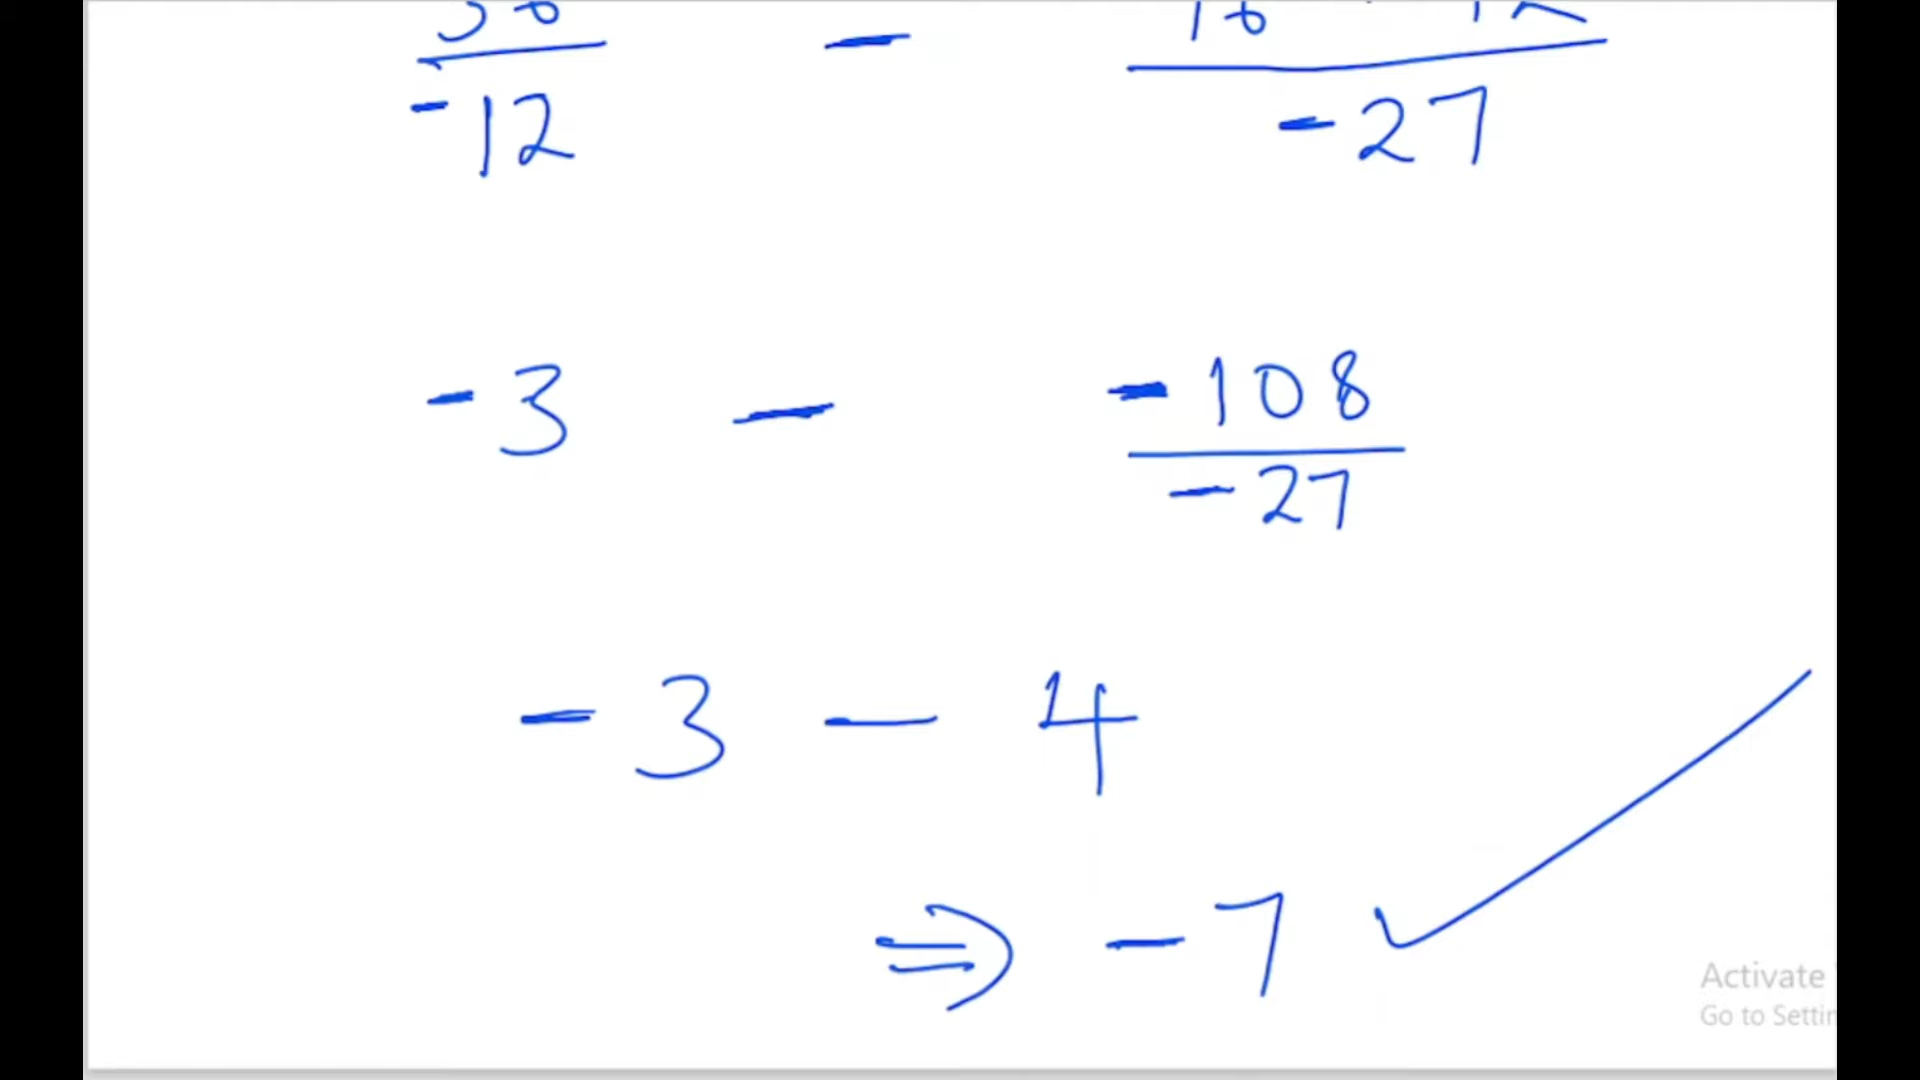 -12 - -27
-3 - -108
-27
-3 - 4
⇒ -7 ✓
Activate
Go to Settin